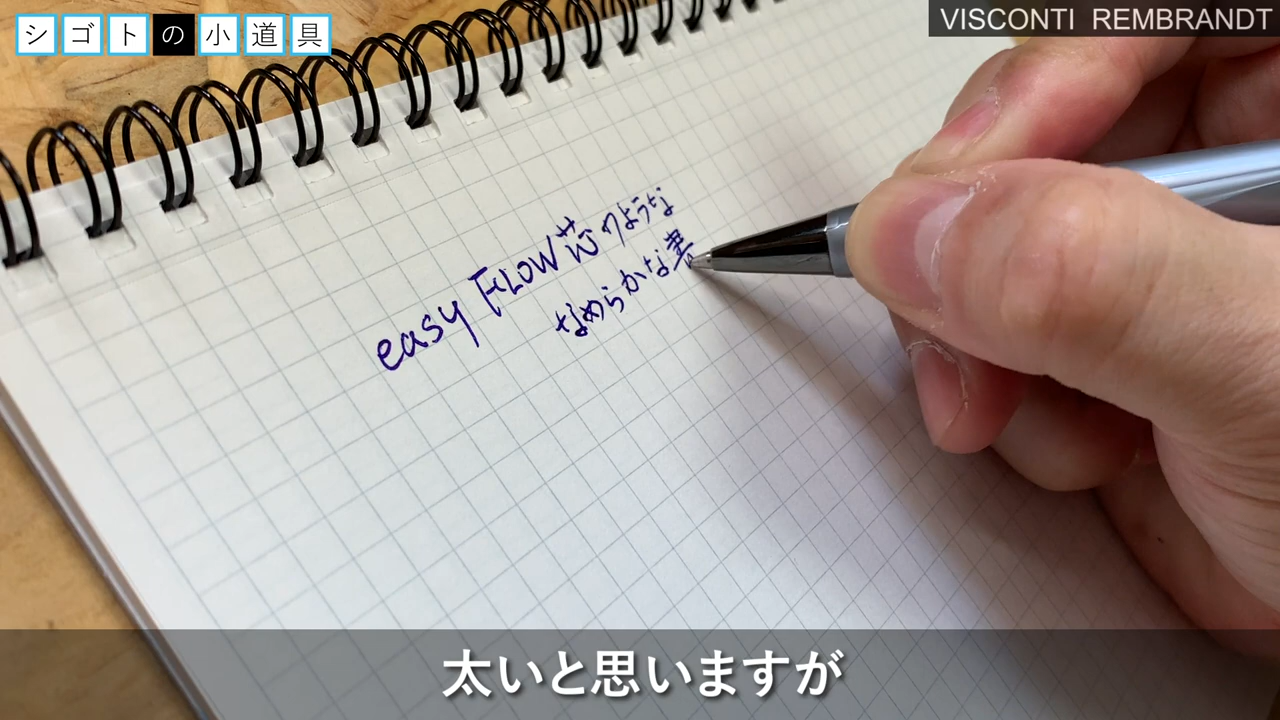 シゴトの小道具
VISCONTI REMBRANDT
easy FLOW芯のような
なめらかな書
太いと思いますが